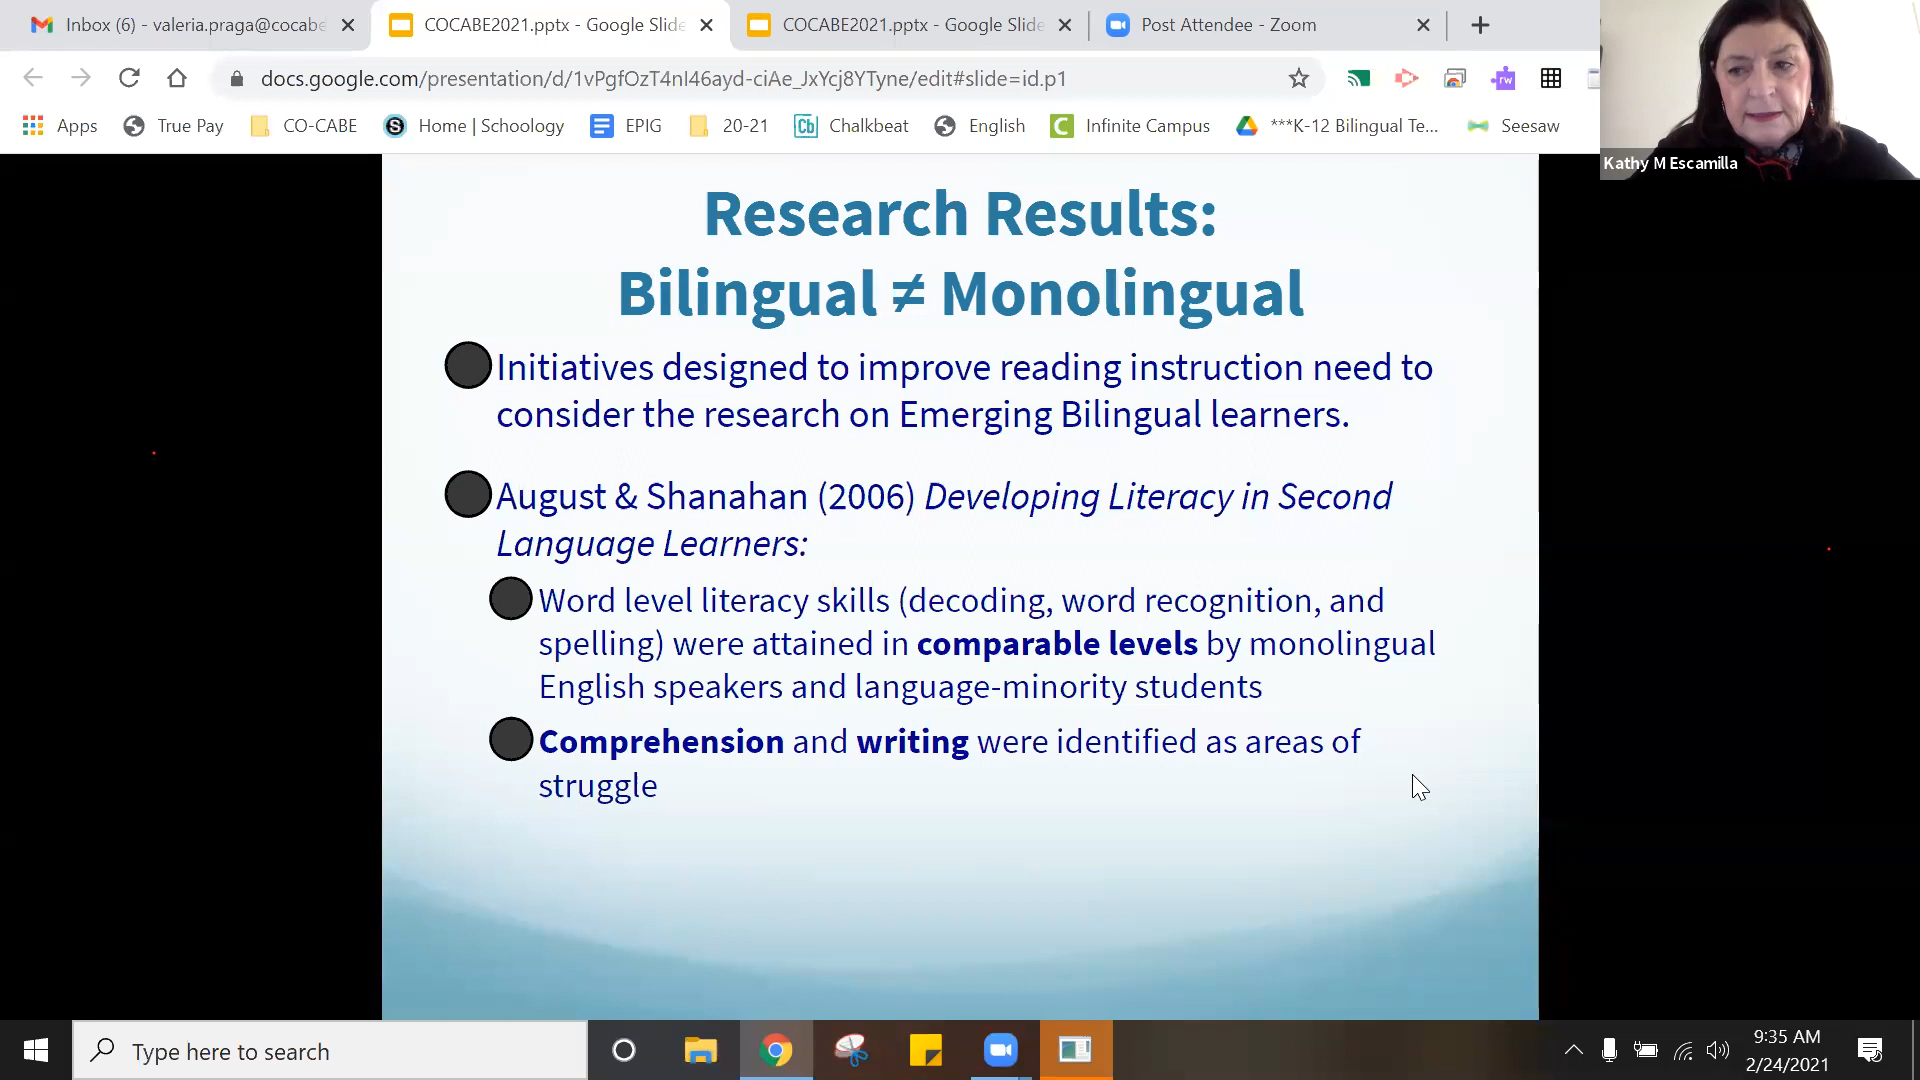 Inbox (6) - valeria.praga@cocabe
COCABE2021.pptx - Google Slide
COCABE2021.pptx - Google Slide
Post Attendee - Zoom
docs.google.com/presentation/d/1vPgfOzT4nI46ayd-ciAe_JxYcj8YTyne/edit#slide=id.p1
rw
Apps
True Pay
CO-CABE
S
Home | Schoology
EPIG
20-21
Cb
Chalkbeat
English
C
Infinite Campus
***K-12 Bilingual Te...
Seesaw
Kathy M Escamilla
Research Results:
Bilingual ≠ Monolingual
Initiatives designed to improve reading instruction need to
consider the research on Emerging Bilingual learners.
August & Shanahan (2006) Developing Literacy in Second
Language Learners:
Word level literacy skills (decoding, word recognition, and
spelling) were attained in comparable levels by monolingual
English speakers and language-minority students
Comprehension and writing were identified as areas of
struggle
Type here to search
9:35 AM
2/24/2021